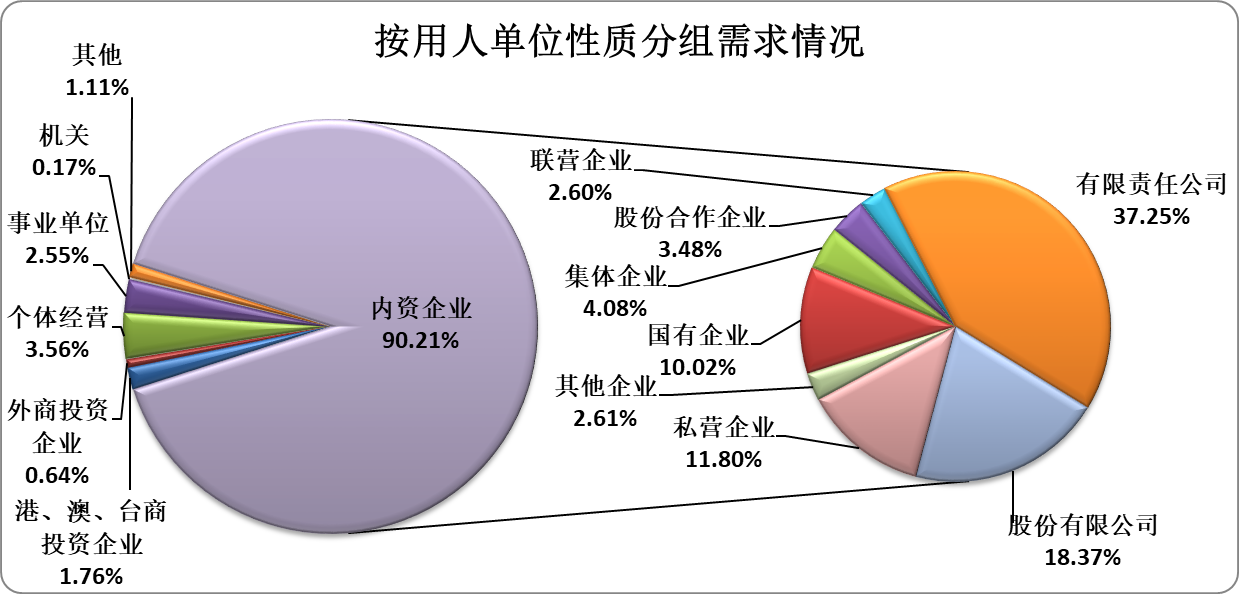 按用人单位性质分组需求情况
其他
1.11%
机关
0.17%
事业单位
2.55%
个体经营
3.56%
外商投资
企业
0.64%
港、澳、台商
投资企业
1.76%
内资企业
90.21%
联营企业
2.60%
股份合作企业
3.48%
集体企业
4.08%
国有企业
10.02%
其他企业
2.61%
私营企业
11.80%
有限责任公司
37.25%
股份有限公司
18.37%